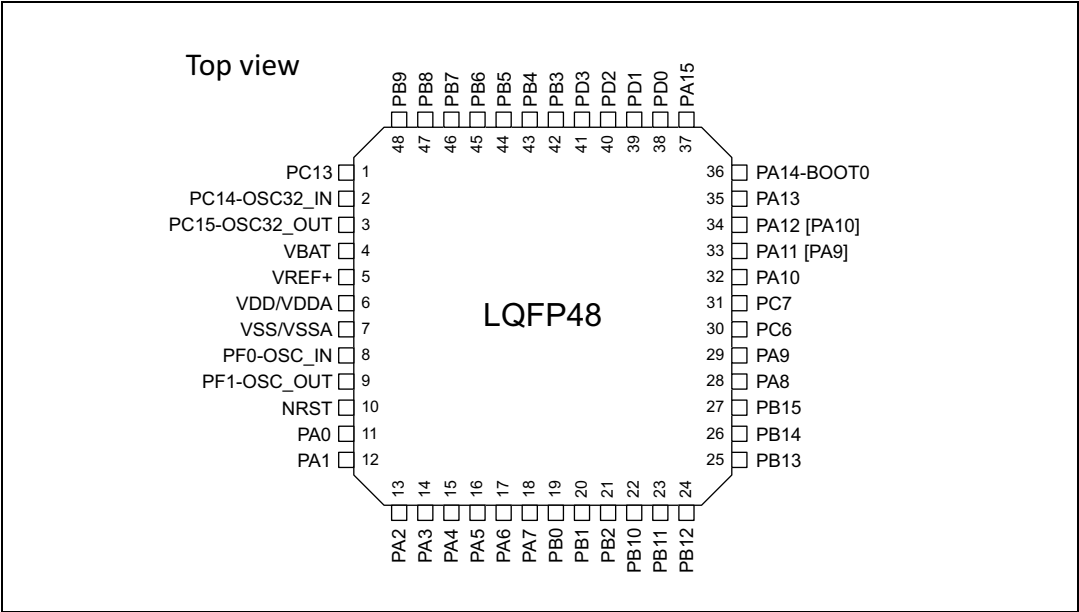 Top view
PB9
PB8
PB7
PB6
PB5
PB4
PB3
PD3
PD2
PD1
PD0
PA15
48
47
46
45
44
43
42
41
40
39
38
37
PC13 1
PC14-OSC32_IN 2
PC15-OSC32_OUT 3
VBAT 4
VREF+ 5
VDD/VDDA 6
VSS/VSSA 7
PF0-OSC_IN 8
PF1-OSC_OUT 9
NRST 10
PA0 11
PA1 12
LQFP48
36 PA14-BOOT0
35 PA13
34 PA12 [PA10]
33 PA11 [PA9]
32 PA10
31 PC7
30 PC6
29 PA9
28 PA8
27 PB15
26 PB14
25 PB13
13
14
15
16
17
18
19
20
21
22
23
24
PA2
PA3
PA4
PA5
PA6
PA7
PB0
PB1
PB2
PB10
PB11
PB12